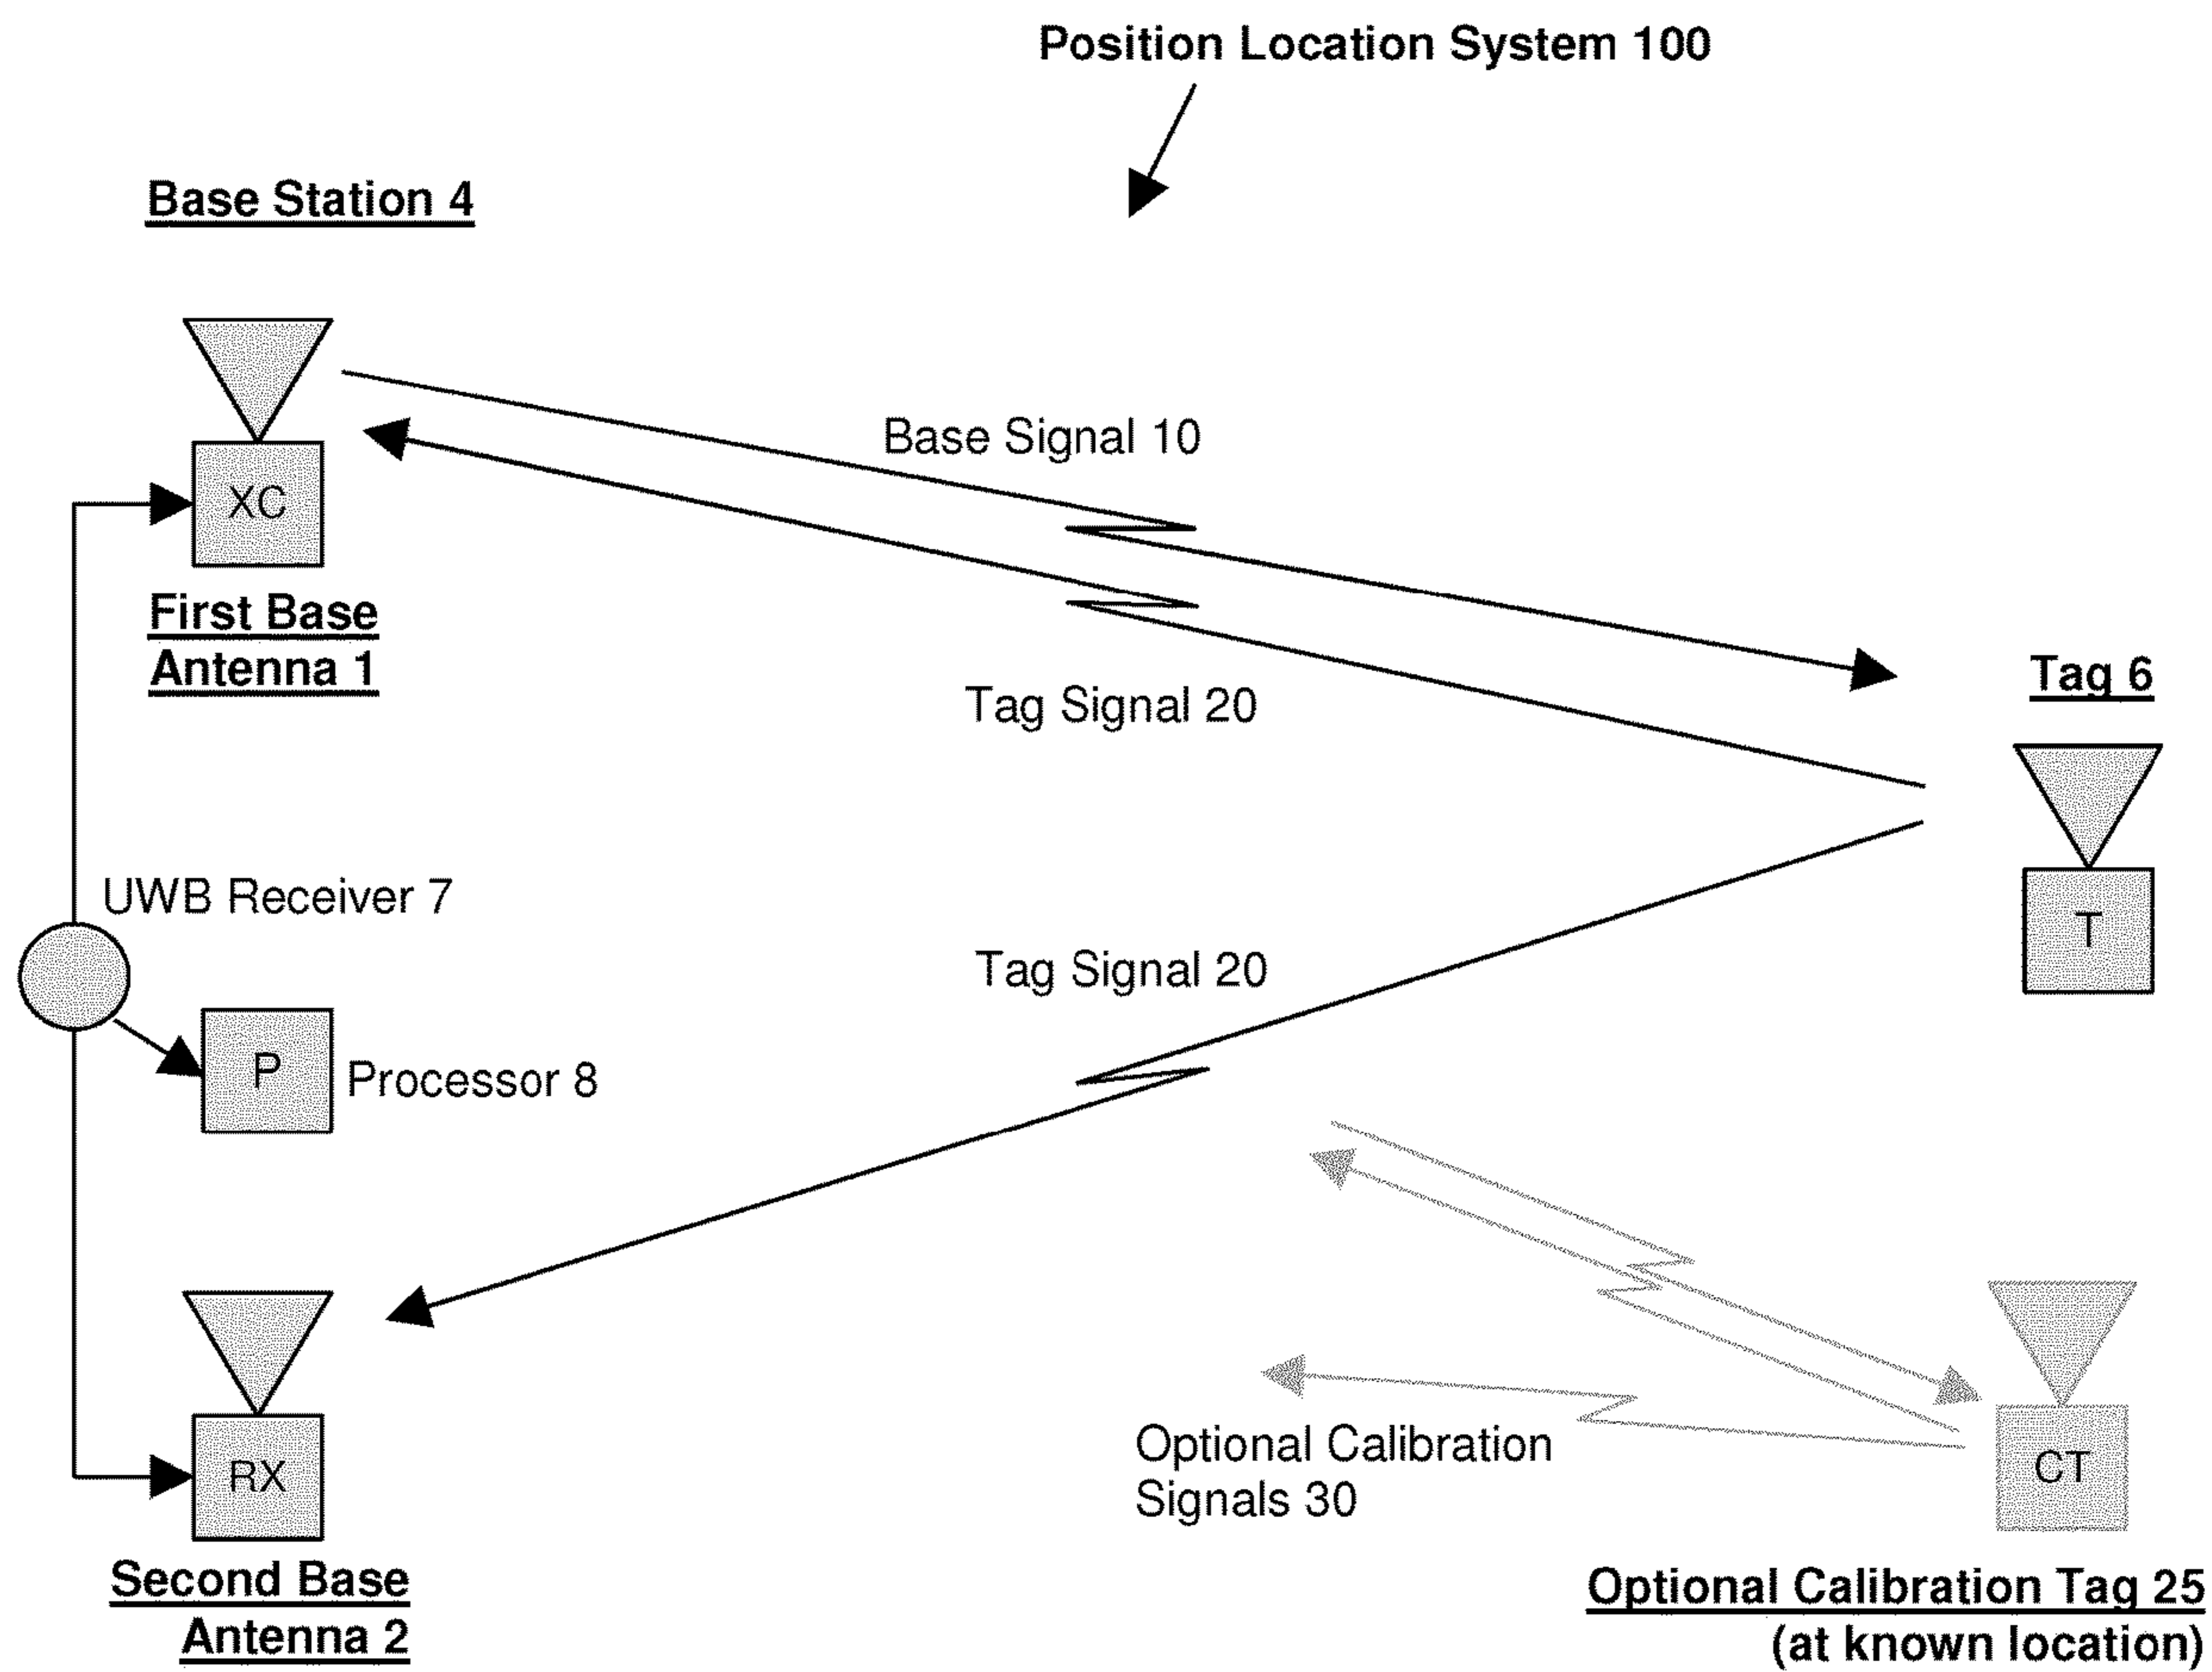 Position Location System 100
Base Station 4
Base Signal 10
XC
First Base
Antenna 1
Tag 6
Tag Signal 20
UWB Receiver 7
T
Tag Signal 20
P
Processor 8
Optional Calibration
Signals 30
CT
RX
Second Base
Antenna 2
Optional Calibration Tag 25
(at known location)